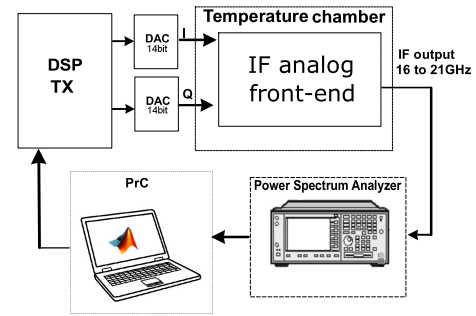 Temperature chamber
DSP
TX
DAC
14bit
I
DAC
14bit
Q
IF analog
front-end
IF output
16 to 21GHz
PrC
Power Spectrum Analyzer